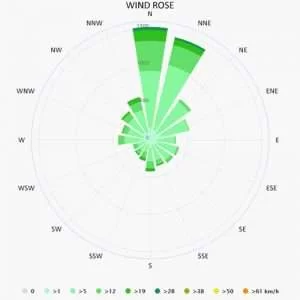 WIND ROSE
N
NNW NNE
NW NE
WNW ENE
W E
WSW ESE
SW SE
SSW SSE
S
0 >1 >5 >12 >19 >28 >38 >50 >61 km/h